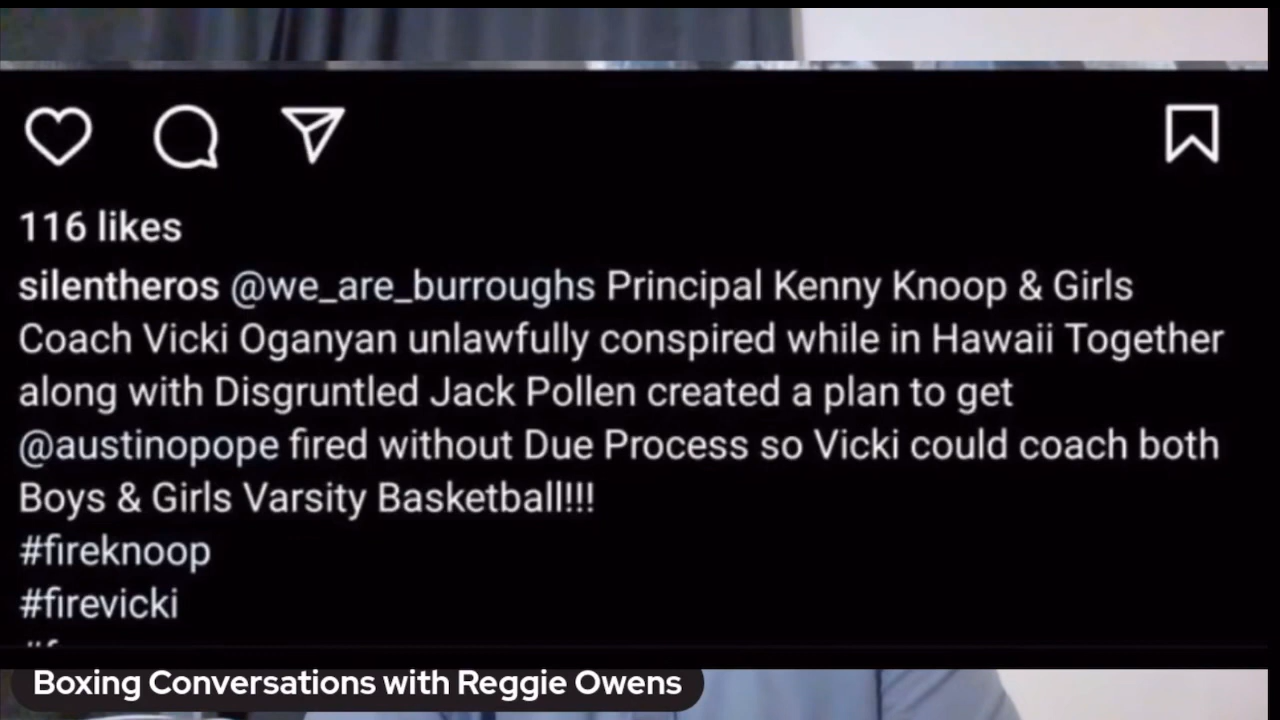 116 likes
silentheros @we_are_burroughs Principal Kenny Knoop & Girls
Coach Vicki Oganyan unlawfully conspired while in Hawaii Together
along with Disgruntled Jack Pollen created a plan to get
@austinopope fired without Due Process so Vicki could coach both
Boys & Girls Varsity Basketball!!!
#fireknoop
#firevicki
Boxing Conversations with Reggie Owens